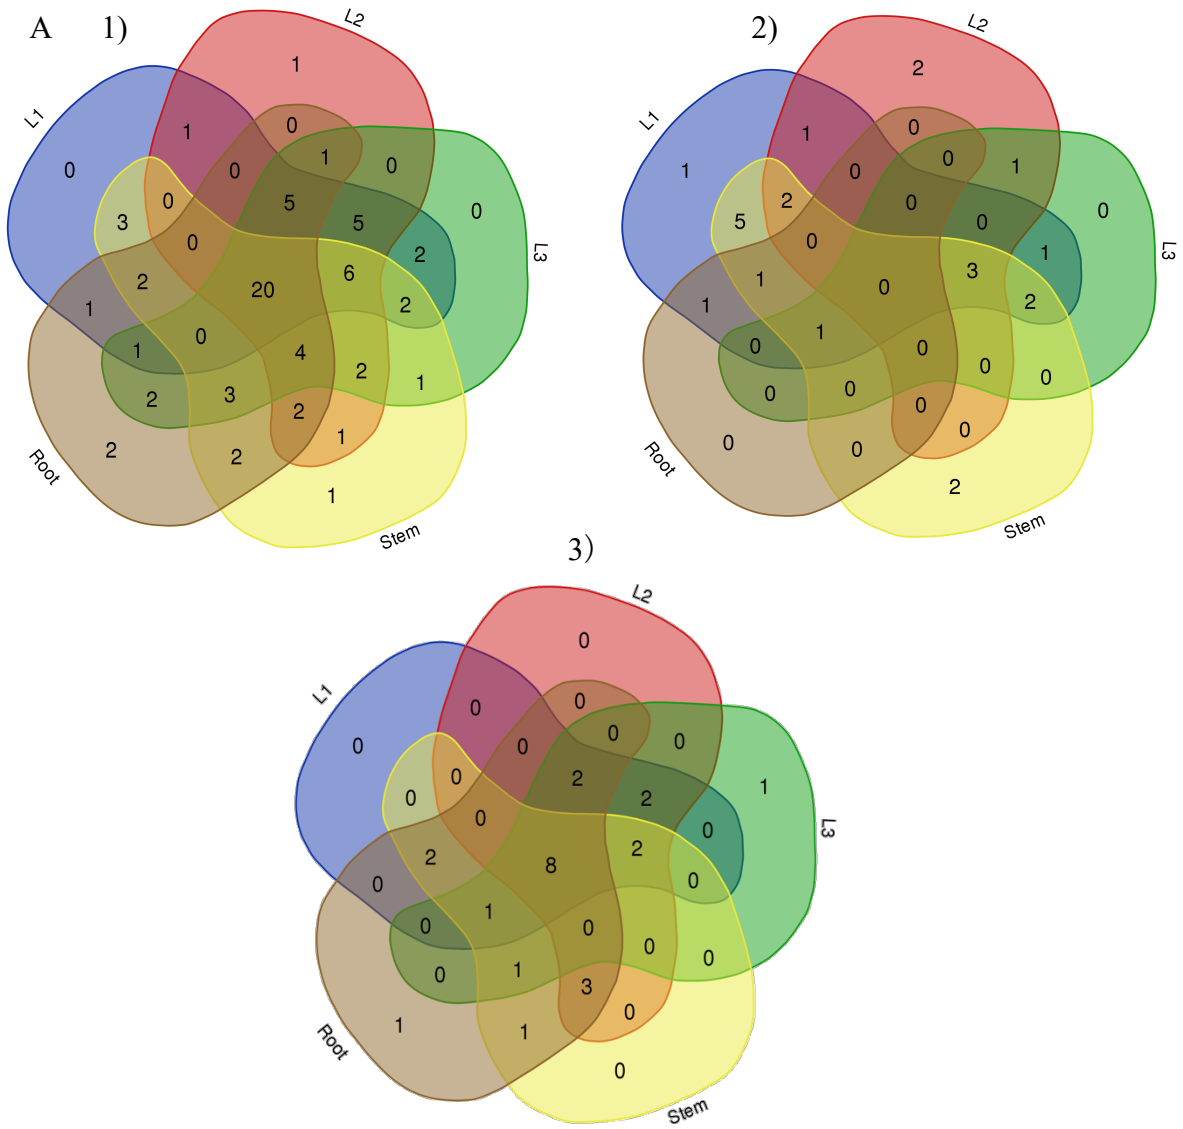 A 1) 2)
L2 L2
1 2
L1 L1
0 0
1 1
1 0 0 1
0 0 1 0
3 0 5 5 0 5 2 0 0 0
L3 L3
0 2 0 1
2 20 6 2 1 0 3 2
1 1
1 0 4 2 1 0 1 0 0 0
2 3 2 1 0 0 0 0
2 2 1 0 0 2
Root Root
Stem Stem
3)
L2
0
L1
0 0
0 0 0
0 0 2 1
0 0 2 0 L3
2 0 8 2 0
0 1
0 0 0 0
0 1 3 0
1 1 0
Root
Stem